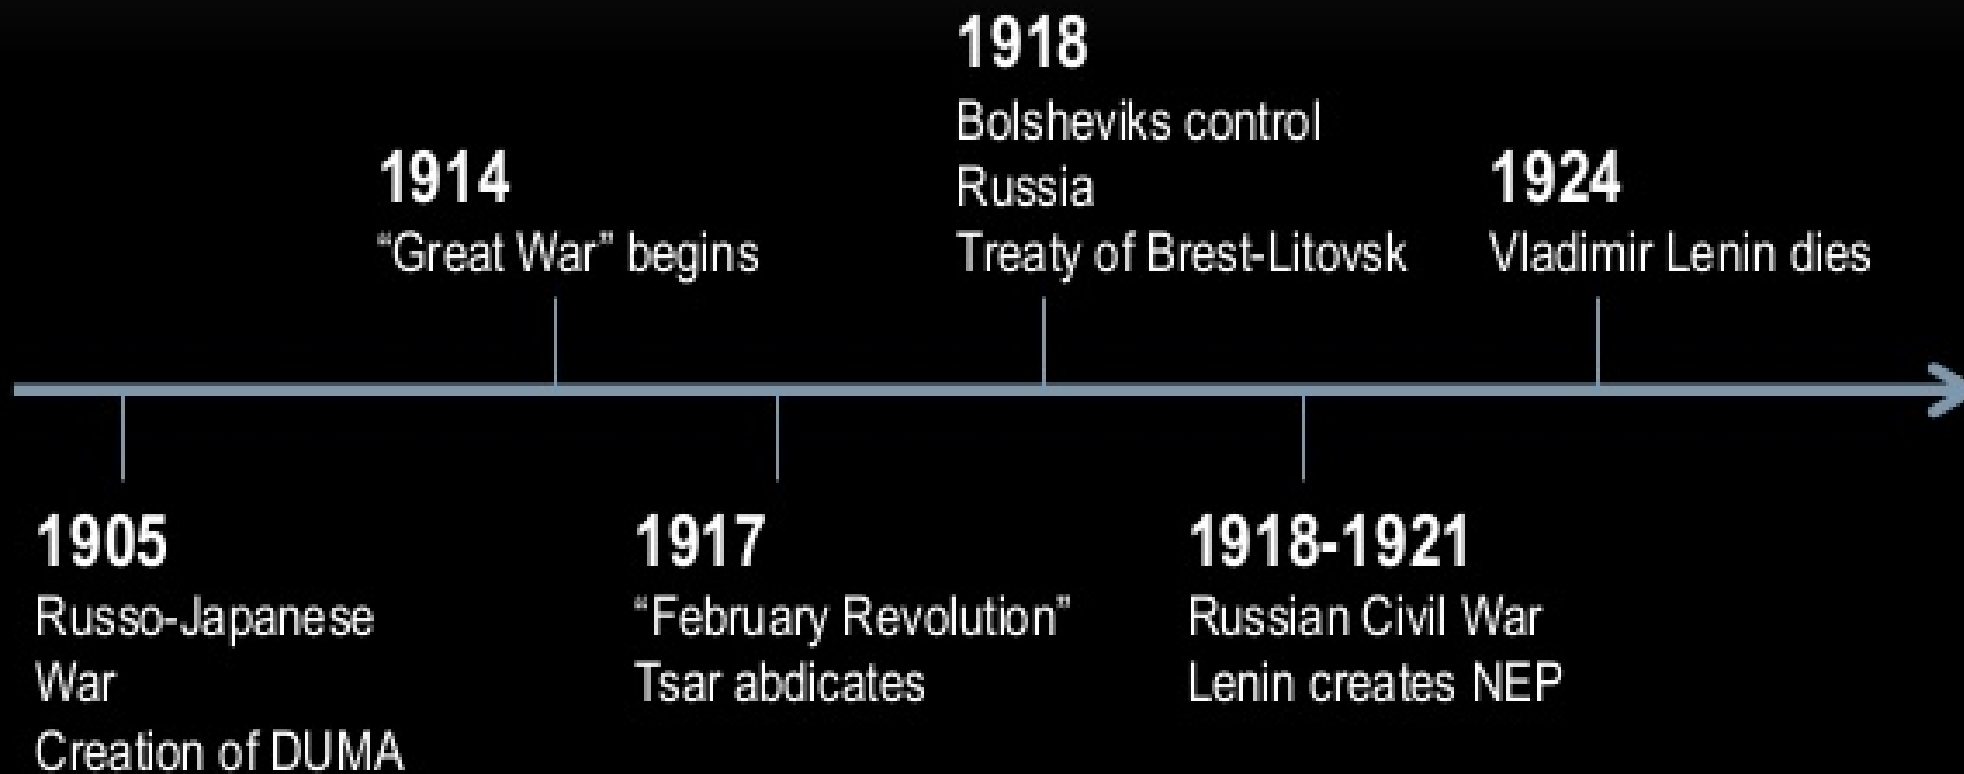 1905
Russo-Japanese
War
Creation of DUMA
1914
“Great War” begins
1917
“February Revolution”
Tsar abdicates
1918
Bolsheviks control
Russia
Treaty of Brest-Litovsk
1918-1921
Russian Civil War
Lenin creates NEP
1924
Vladimir Lenin dies